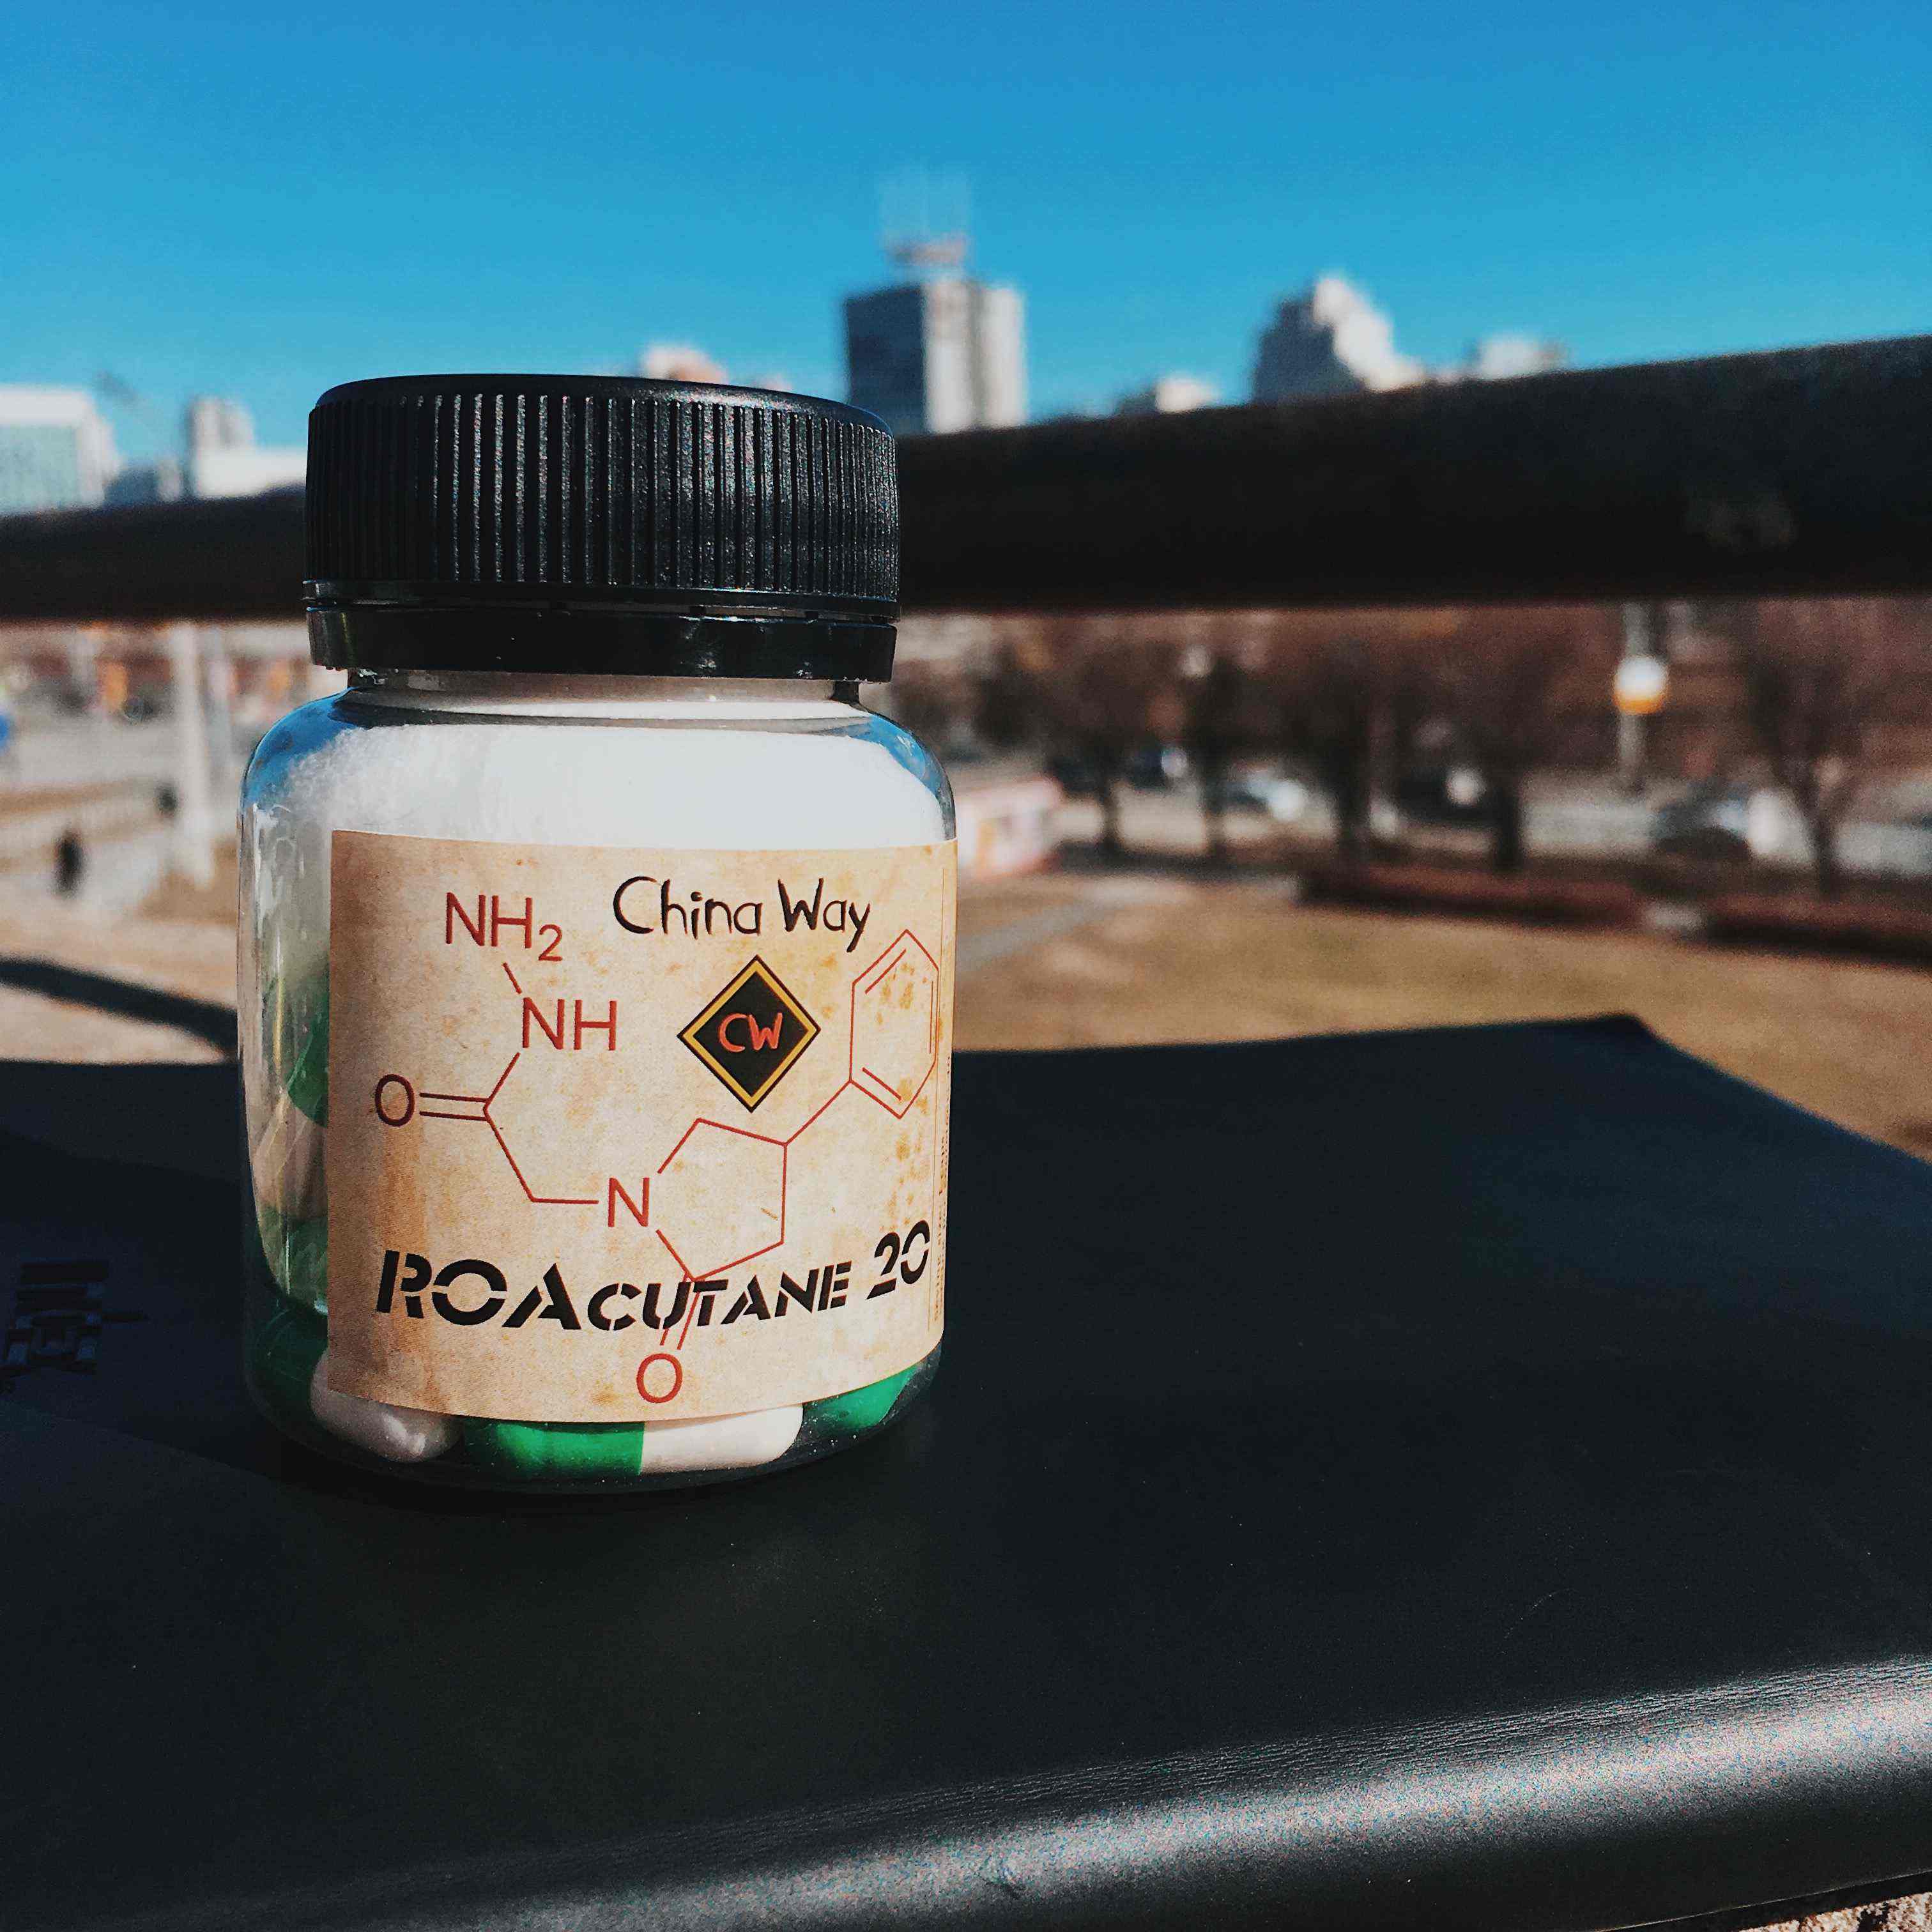 China Way
NH2
CW
NH
O
N
ROACUTANE 20
O